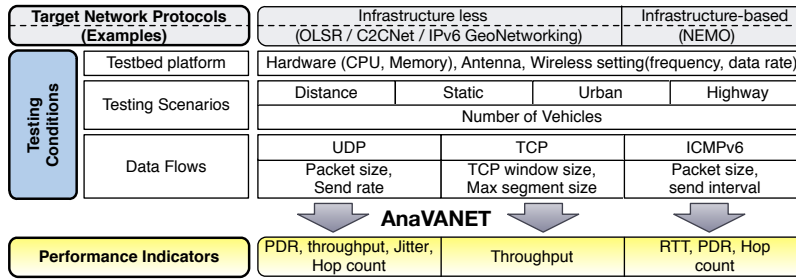 Target Network Protocols
(Examples)
Infrastructure less
(OLSR / C2CNet / IPv6 GeoNetworking)
Infrastructure-based
(NEMO)
Testing
Conditions
Testbed platform
Hardware (CPU, Memory), Antenna, Wireless setting(frequency, data rate)
Testing Scenarios
Distance
Static
Urban
Highway
Number of Vehicles
Data Flows
UDP
TCP
ICMPv6
Packet size,
Send rate
TCP window size,
Max segment size
Packet size,
send interval
AnaVANET
Performance Indicators
PDR, throughput, Jitter,
Hop count
Throughput
RTT, PDR, Hop
count